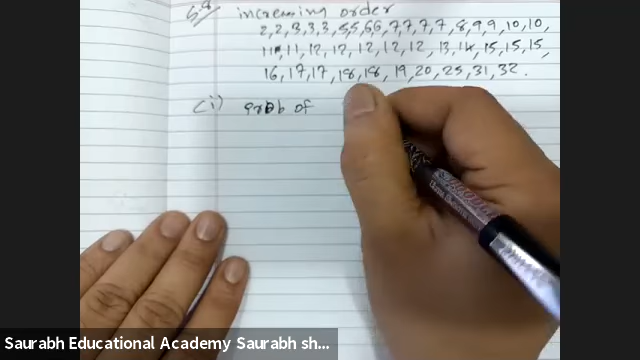 increasing order
2,2,3,3,3,5,5,6,6,7,7,7,7,8,9,9,10,10,
11,11,12,12,12,12,12,13,14,15,15,15,
16,17,17,18,18,19,20,25,31,32.
(i) prob of
Saurabh Educational Academy Saurabh sh...